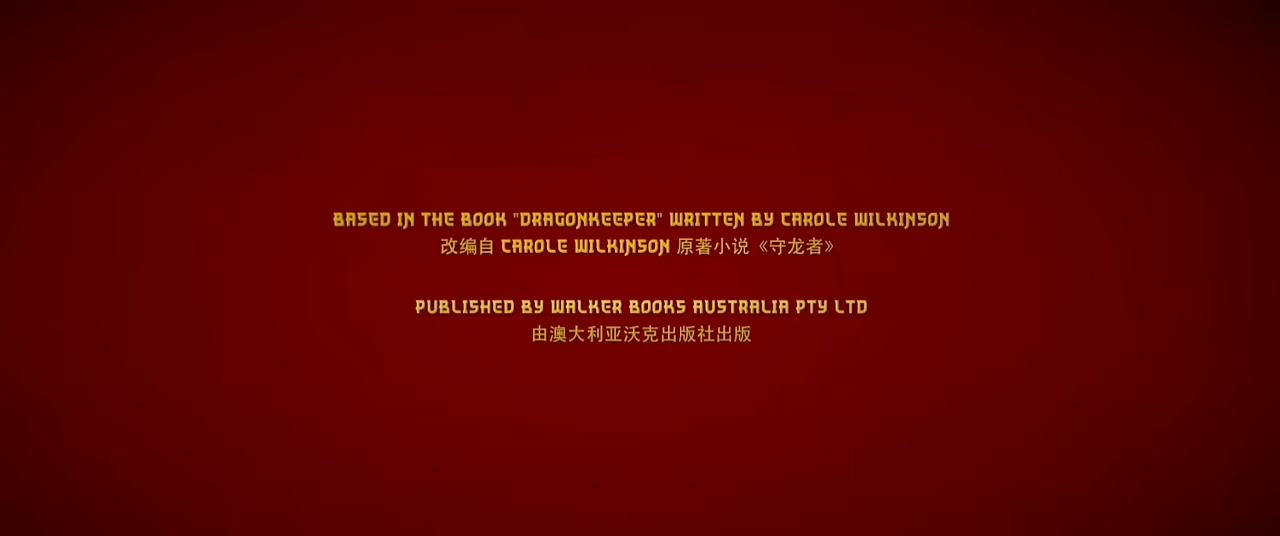 BASED IN THE BOOK "DRAGONKEEPER" WRITTEN BY CAROLE WILKINSON
改编自 CAROLE WILKINSON 原著小说《守龙者》
PUBLISHED BY WALKER BOOKS AUSTRALIA PTY LTD
由澳大利亚沃克出版社出版